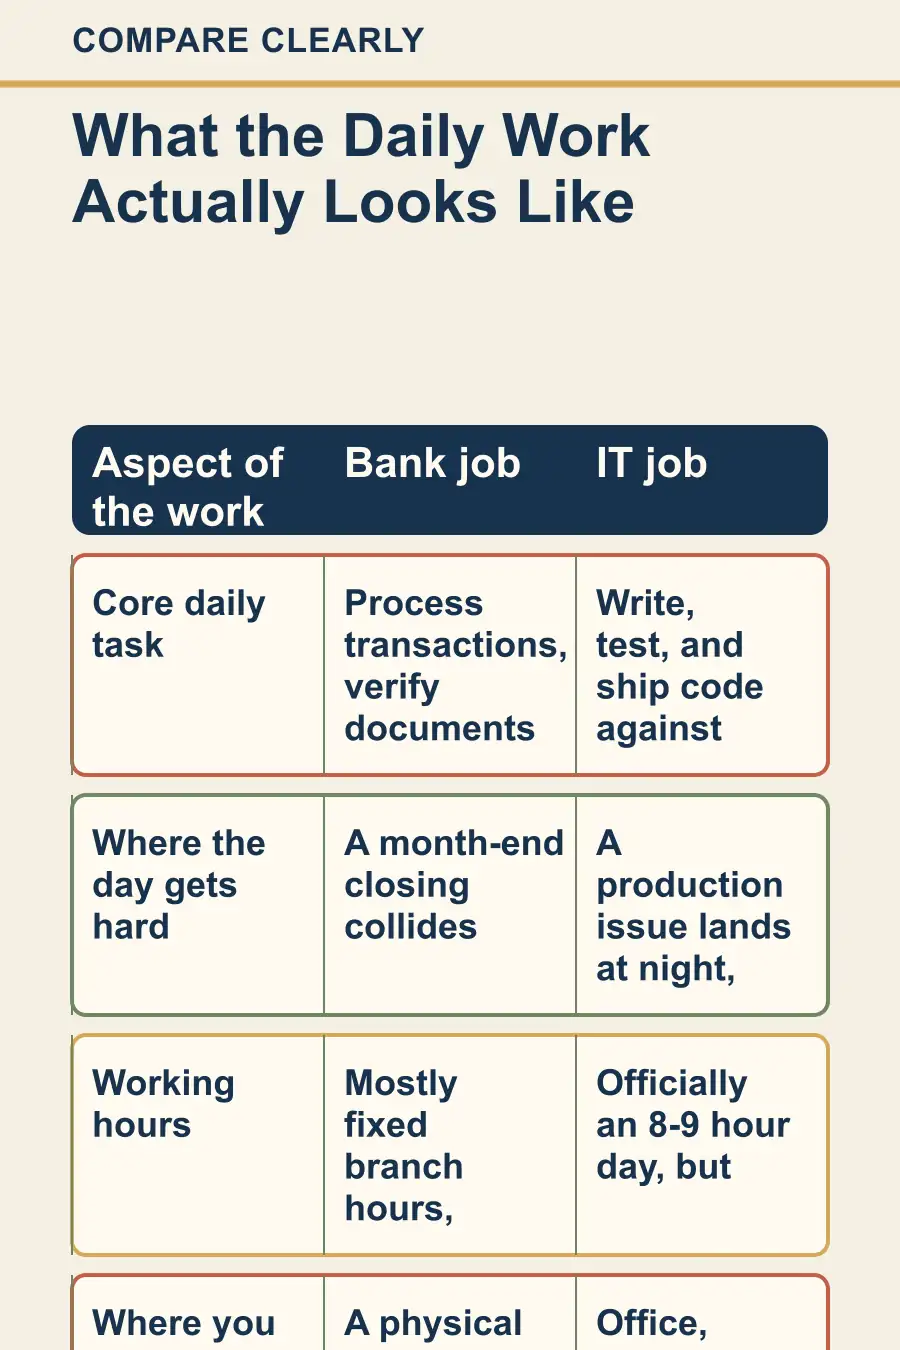 COMPARE CLEARLY
What the Daily Work
Actually Looks Like
Aspect of
the work
Bank job
IT job
Core daily
task
Process
transactions,
verify
documents
Write,
test, and
ship code
against
Where the
day gets
hard
A month-end
closing
collides
A
production
issue lands
at night,
Working
hours
Mostly
fixed
branch
hours,
Officially
an 8-9 hour
day, but
Where you
A physical
Office,